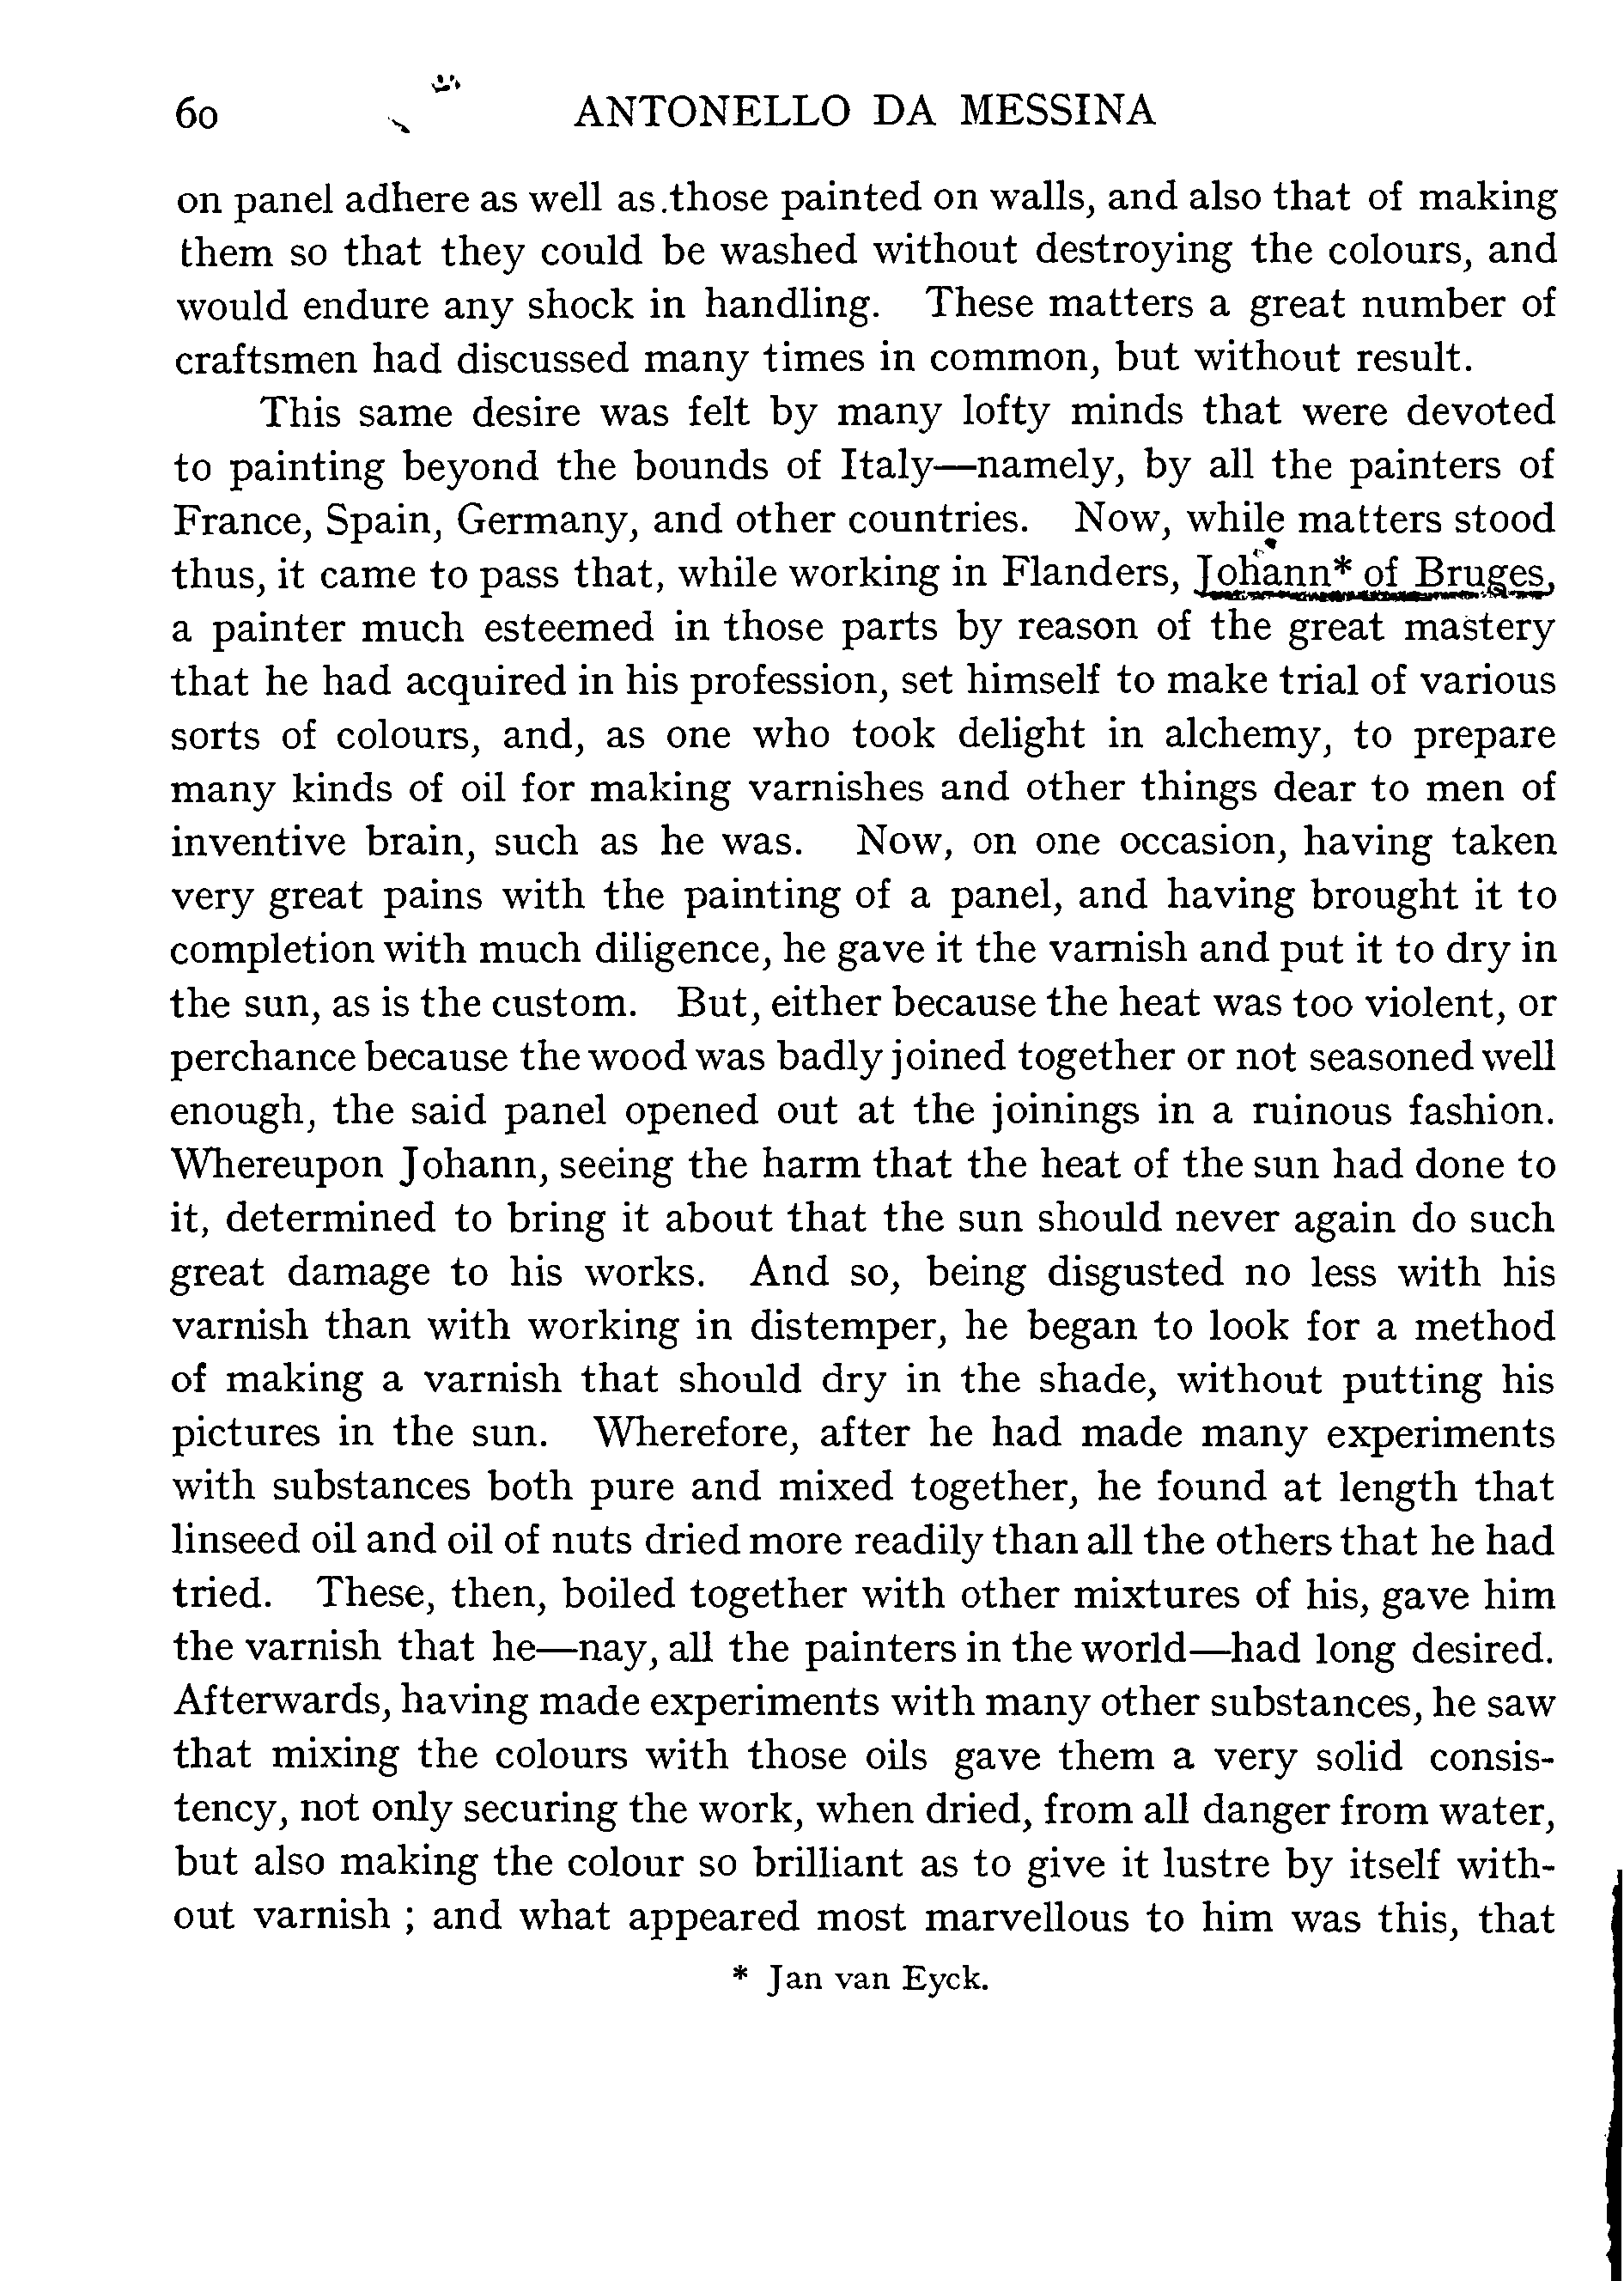 60 ANTONELLO DA MESSINA
on panel adhere as well as those painted on walls, and also that of making
them so that they could be washed without destroying the colours, and
would endure any shock in handling. These matters a great number of
craftsmen had discussed many times in common, but without result.
This same desire was felt by many lofty minds that were devoted
to painting beyond the bounds of Italy—namely, by all the painters of
France, Spain, Germany, and other countries. Now, while matters stood
thus, it came to pass that, while working in Flanders, Johann* of Bruges,
a painter much esteemed in those parts by reason of the great mastery
that he had acquired in his profession, set himself to make trial of various
sorts of colours, and, as one who took delight in alchemy, to prepare
many kinds of oil for making varnishes and other things dear to men of
inventive brain, such as he was. Now, on one occasion, having taken
very great pains with the painting of a panel, and having brought it to
completion with much diligence, he gave it the varnish and put it to dry in
the sun, as is the custom. But, either because the heat was too violent, or
perchance because the wood was badly joined together or not seasoned well
enough, the said panel opened out at the joinings in a ruinous fashion.
Whereupon Johann, seeing the harm that the heat of the sun had done to
it, determined to bring it about that the sun should never again do such
great damage to his works. And so, being disgusted no less with his
varnish than with working in distemper, he began to look for a method
of making a varnish that should dry in the shade, without putting his
pictures in the sun. Wherefore, after he had made many experiments
with substances both pure and mixed together, he found at length that
linseed oil and oil of nuts dried more readily than all the others that he had
tried. These, then, boiled together with other mixtures of his, gave him
the varnish that he—nay, all the painters in the world—had long desired.
Afterwards, having made experiments with many other substances, he saw
that mixing the colours with those oils gave them a very solid consis-
tency, not only securing the work, when dried, from all danger from water,
but also making the colour so brilliant as to give it lustre by itself with-
out varnish ; and what appeared most marvellous to him was this, that
* Jan van Eyck.